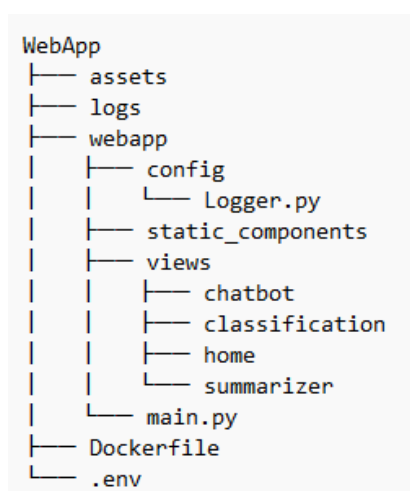 WebApp
├── assets
├── logs
├── webapp
│   ├── config
│   │   └── Logger.py
│   ├── static_components
│   ├── views
│   │   ├── chatbot
│   │   ├── classification
│   │   ├── home
│   │   └── summarizer
│   └── main.py
├── Dockerfile
└── .env